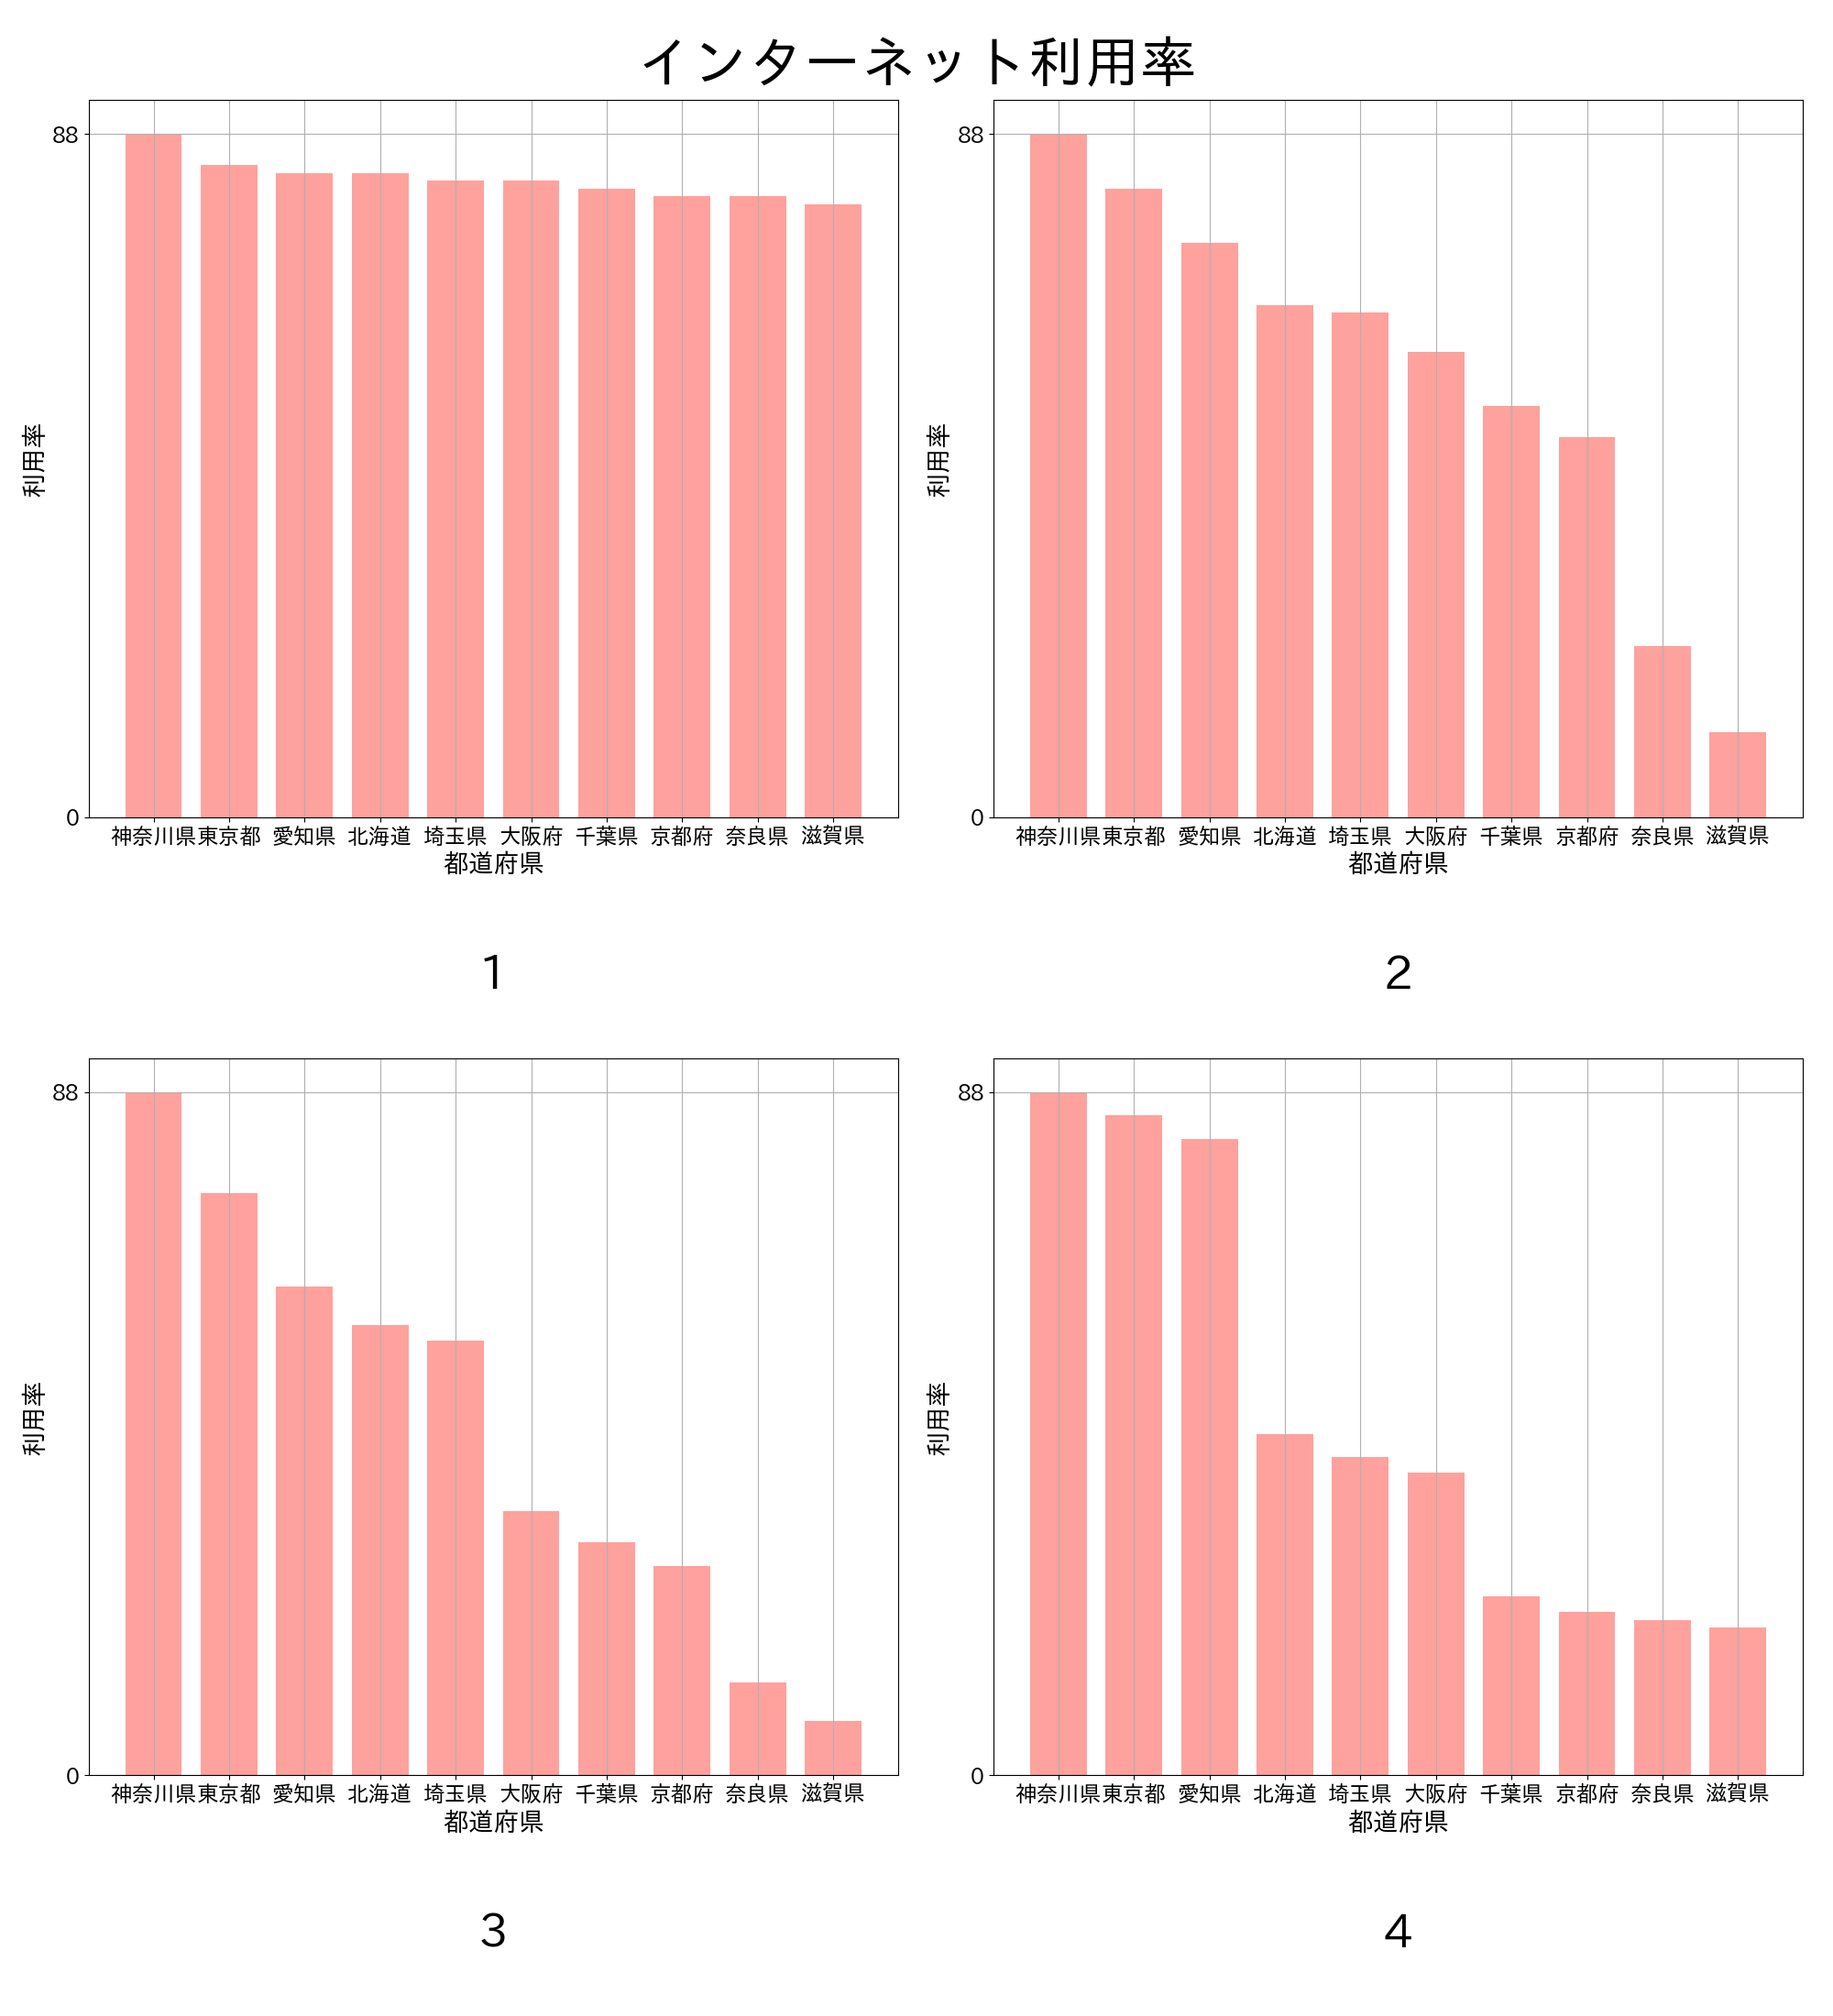 インターネット利用率
88
0
利用率
神奈川県 東京都 愛知県 北海道 埼玉県 大阪府 千葉県 京都府 奈良県 滋賀県
都道府県
1
88
0
利用率
神奈川県 東京都 愛知県 北海道 埼玉県 大阪府 千葉県 京都府 奈良県 滋賀県
都道府県
2
88
0
利用率
神奈川県 東京都 愛知県 北海道 埼玉県 大阪府 千葉県 京都府 奈良県 滋賀県
都道府県
3
88
0
利用率
神奈川県 東京都 愛知県 北海道 埼玉県 大阪府 千葉県 京都府 奈良県 滋賀県
都道府県
4